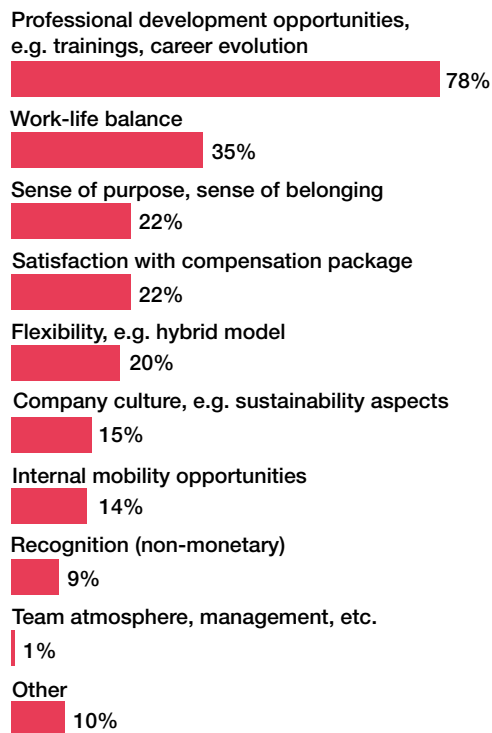 Professional development opportunities,
e.g. trainings, career evolution
78%
Work-life balance
35%
Sense of purpose, sense of belonging
22%
Satisfaction with compensation package
22%
Flexibility, e.g. hybrid model
20%
Company culture, e.g. sustainability aspects
15%
Internal mobility opportunities
14%
Recognition (non-monetary)
9%
Team atmosphere, management, etc.
1%
Other
10%